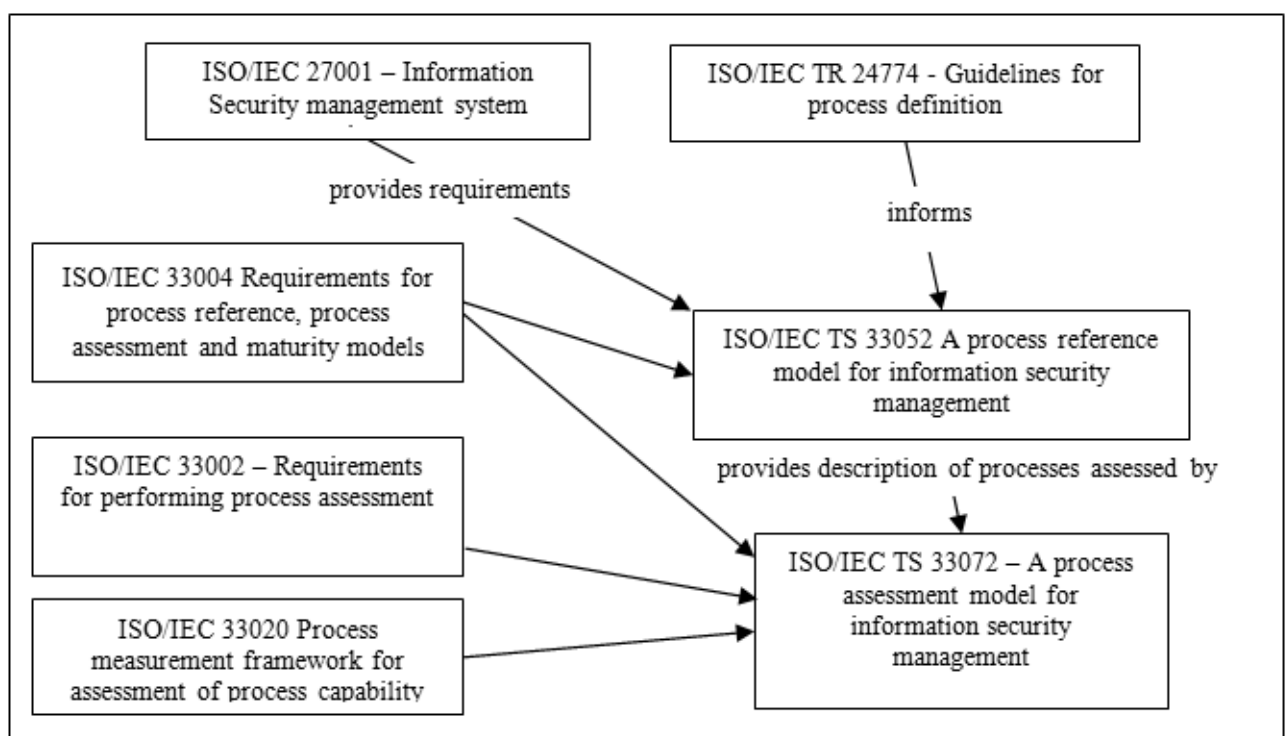 ISO/IEC 27001 – Information
Security management system
ISO/IEC TR 24774 - Guidelines for
process definition
provides requirements
informs
ISO/IEC 33004 Requirements for
process reference, process
assessment and maturity models
ISO/IEC TS 33052 A process reference
model for information security
management
ISO/IEC 33002 – Requirements
for performing process assessment
provides description of processes assessed by
ISO/IEC TS 33072 – A process
assessment model for
information security
management
ISO/IEC 33020 Process
measurement framework for
assessment of process capability